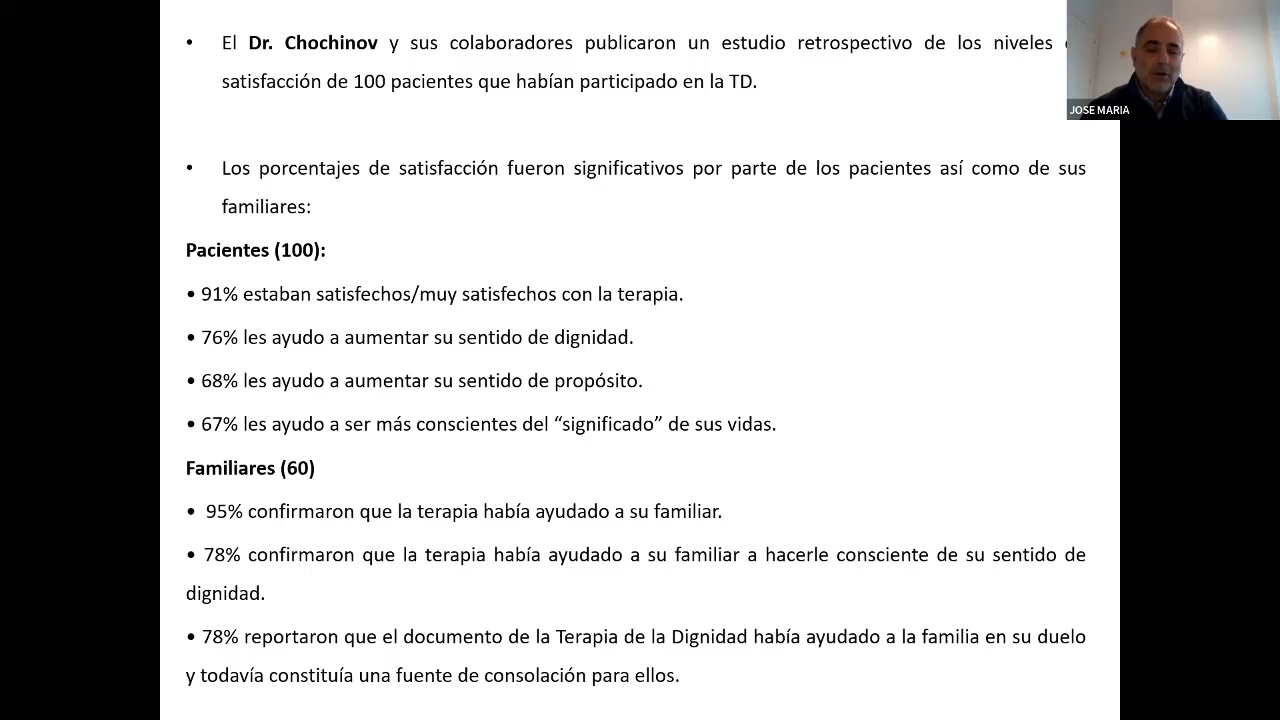 • El Dr. Chochinov y sus colaboradores publicaron un estudio retrospectivo de los niveles
satisfacción de 100 pacientes que habían participado en la TD.
JOSE MARIA
• Los porcentajes de satisfacción fueron significativos por parte de los pacientes así como de sus
familiares:
Pacientes (100):
• 91% estaban satisfechos/muy satisfechos con la terapia.
• 76% les ayudo a aumentar su sentido de dignidad.
• 68% les ayudo a aumentar su sentido de propósito.
• 67% les ayudo a ser más conscientes del “significado” de sus vidas.
Familiares (60)
• 95% confirmaron que la terapia había ayudado a su familiar.
• 78% confirmaron que la terapia había ayudado a su familiar a hacerle consciente de su sentido de
dignidad.
• 78% reportaron que el documento de la Terapia de la Dignidad había ayudado a la familia en su duelo
y todavía constituía una fuente de consolación para ellos.